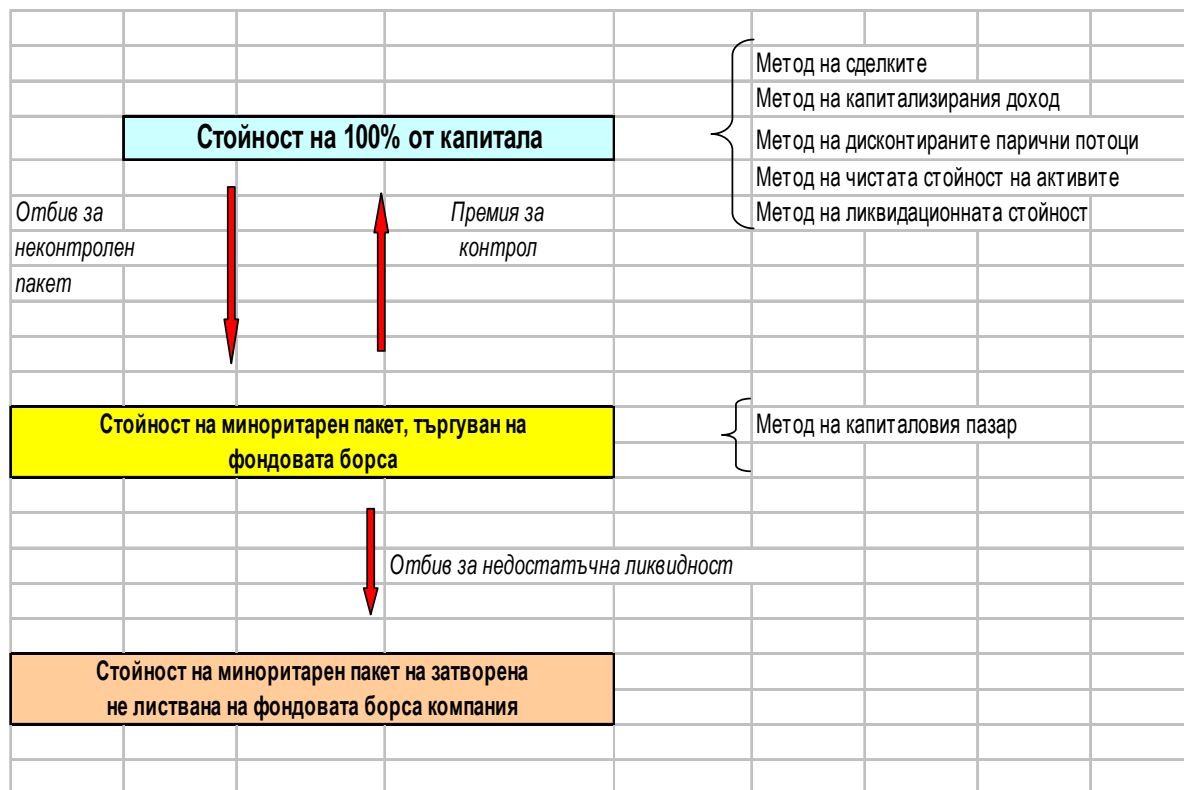 Метод на сделките
Метод на капитализирания доход
Стойност на 100% от капитала
Метод на дисконтираните парични потоци
Метод на чистата стойност на активите
Метод на ликвидационната стойност
Отбив за
неконтролен
пакет
Премия за
контрол
Стойност на миноритарен пакет, търгуван на
фондовата борса
Метод на капиталовия пазар
Отбив за недостатъчна ликвидност
Стойност на миноритарен пакет на затворена
не листвана на фондовата борса компания